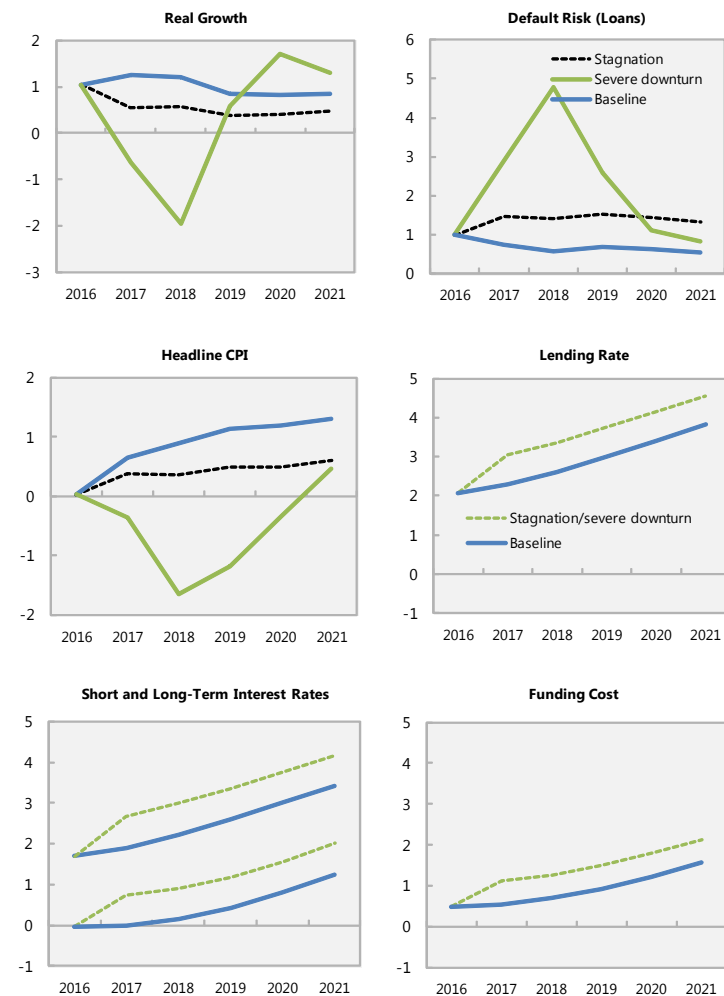 Real Growth
2
1
0
-1
-2
-3
2016 2017 2018 2019 2020 2021
Default Risk (Loans)
6
5
4
3
2
1
0
Stagnation
Severe downturn
Baseline
2016 2017 2018 2019 2020 2021
Headline CPI
2
1
0
-1
-2
2016 2017 2018 2019 2020 2021
Lending Rate
5
4
3
2
1
0
-1
Stagnation/severe downturn
Baseline
2016 2017 2018 2019 2020 2021
Short and Long-Term Interest Rates
5
4
3
2
1
0
-1
2016 2017 2018 2019 2020 2021
Funding Cost
5
4
3
2
1
0
-1
2016 2017 2018 2019 2020 2021